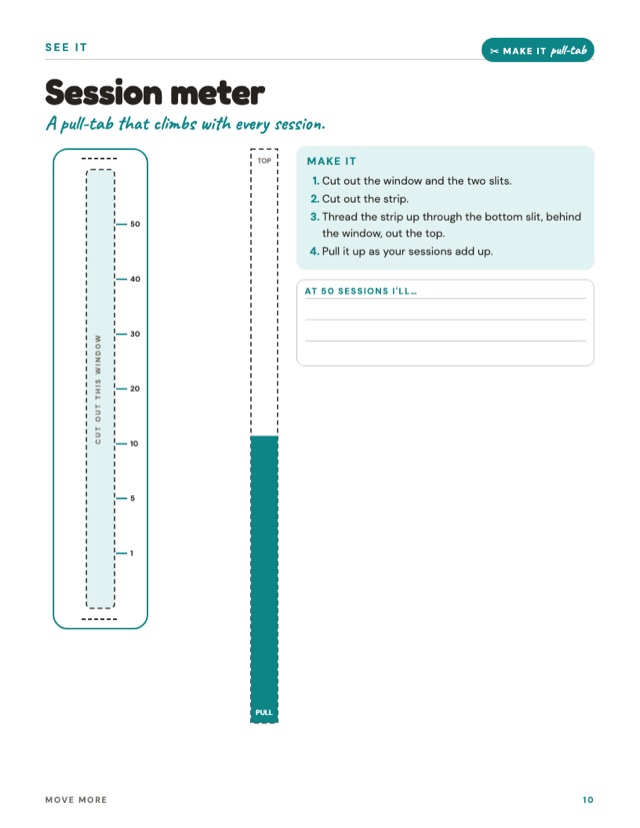 SEE IT
✂ MAKE IT pull-tab
Session meter
A pull-tab that climbs with every session.
50
40
30
20
10
5
1
CUT OUT THIS WINDOW
TOP
PULL
MAKE IT
1. Cut out the window and the two slits.
2. Cut out the strip.
3. Thread the strip up through the bottom slit, behind
the window, out the top.
4. Pull it up as your sessions add up.
AT 50 SESSIONS I'LL…
MOVE MORE
10